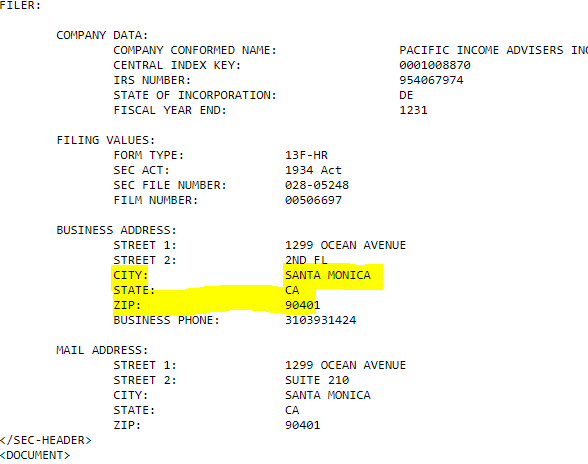 FILER:
COMPANY DATA:
COMPANY CONFORMED NAME: PACIFIC INCOME ADVISERS INC
CENTRAL INDEX KEY: 0001008870
IRS NUMBER: 954067974
STATE OF INCORPORATION: DE
FISCAL YEAR END: 1231
FILING VALUES:
FORM TYPE: 13F-HR
SEC ACT: 1934 Act
SEC FILE NUMBER: 028-05248
FILM NUMBER: 00506697
BUSINESS ADDRESS:
STREET 1: 1299 OCEAN AVENUE
STREET 2: 2ND FL
CITY: SANTA MONICA
STATE: CA
ZIP: 90401
BUSINESS PHONE: 3103931424
MAIL ADDRESS:
STREET 1: 1299 OCEAN AVENUE
STREET 2: SUITE 210
CITY: SANTA MONICA
STATE: CA
ZIP: 90401
</SEC-HEADER>
<DOCUMENT>